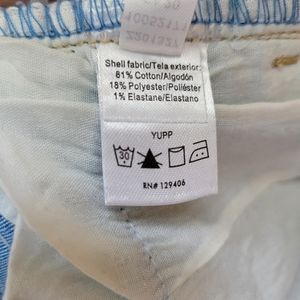 Shell fabric/Tela exterior:
81% Cotton/Algodón
18% Polyester/Poliéster
1% Elastane/Elastano
YUPP
30
RN# 129406